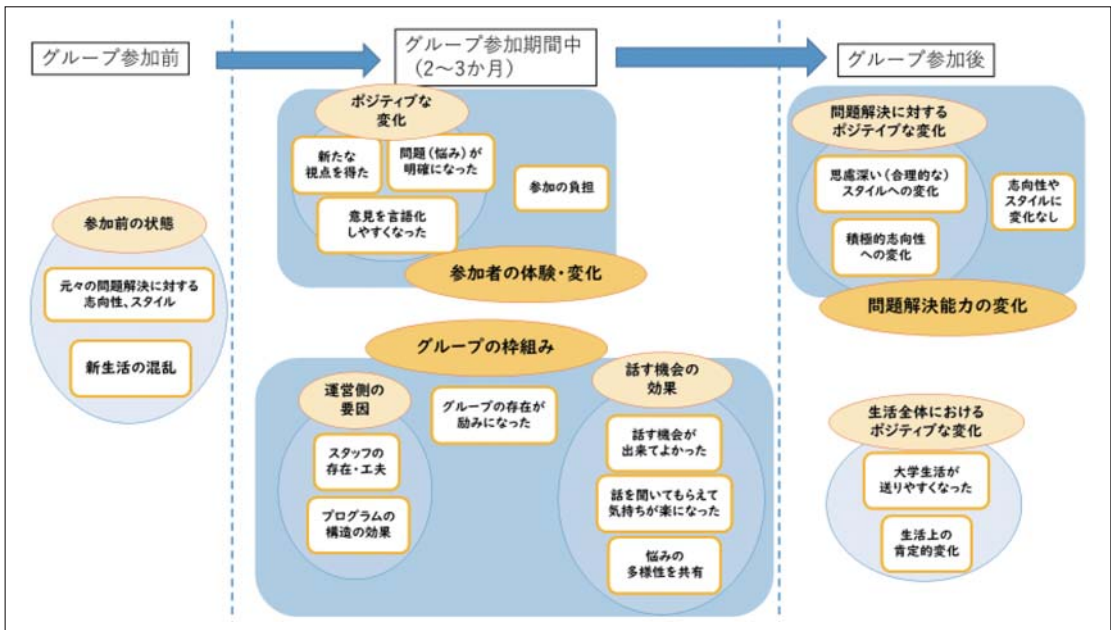 グループ参加前
グループ参加期間中
（2～3か月）
グループ参加後
参加前の状態
元々の問題解決に対する
志向性、スタイル
新生活の混乱
ポジティブな
変化
新たな
視点を得た
問題（悩み）が
明確になった
意見を言語化
しやすくなった
参加の負担
参加者の体験・変化
グループの枠組み
運営側の
要因
スタッフの
存在・工夫
プログラムの
構造の効果
グループの存在が
励みになった
話す機会の
効果
話す機会が
出来てよかった
話を聞いてもらえて
気持ちが楽になった
悩みの
多様性を共有
問題解決に対する
ポジティブな変化
思慮深い（合理的な）
スタイルへの変化
積極的志向性
への変化
志向性や
スタイルに
変化なし
問題解決能力の変化
生活全体における
ポジティブな変化
大学生活が
送りやすくなった
生活上の
肯定的変化